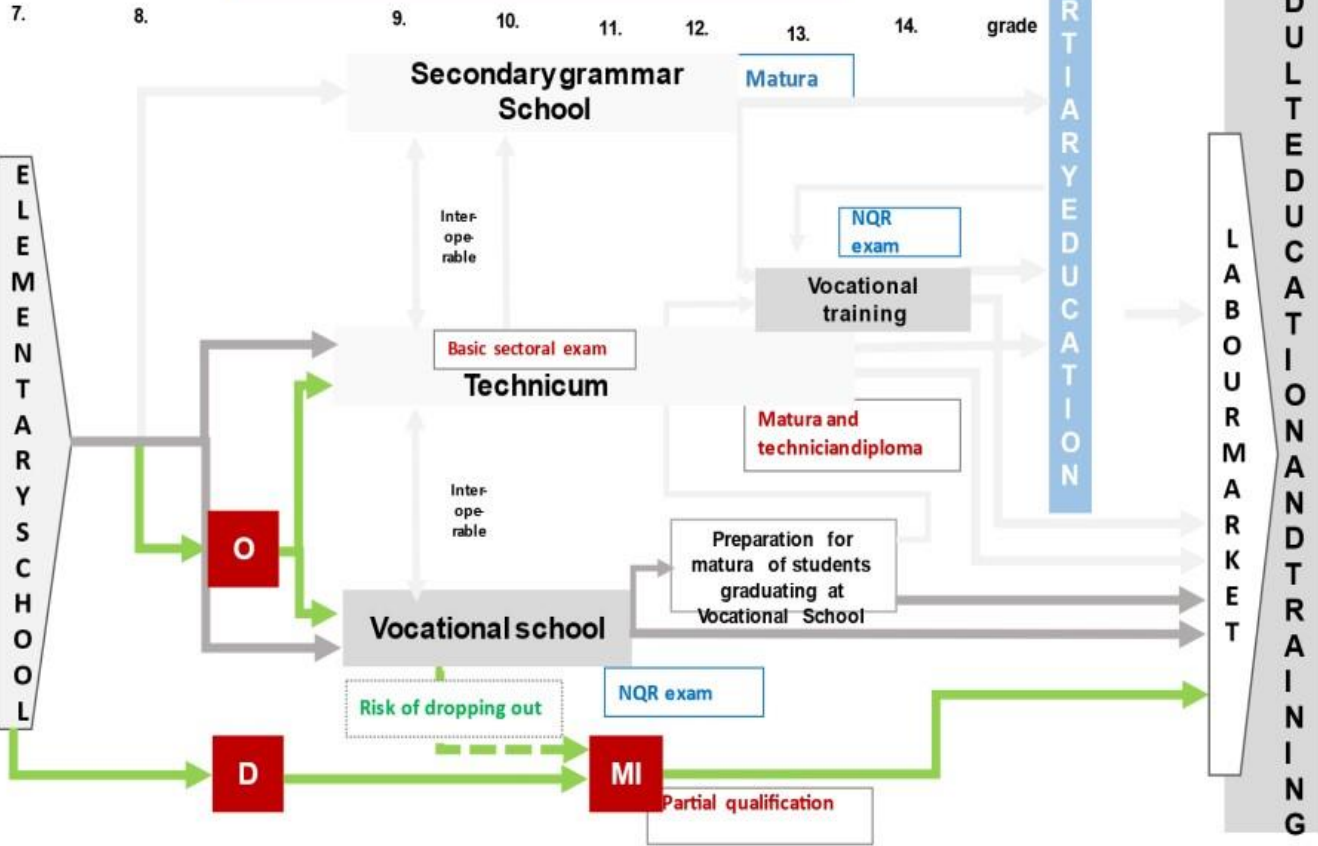 7. 8. 9. 10. 11. 12. 13. 14. grade
Secondary grammar
School
Matura
Inter-
ope-
rable
NQR
exam
Vocational
training
Basic sectoral exam
Technicum
Matura and
techniciandiploma
Inter-
ope-
rable
O
Preparation for
matura of students
graduating at
Vocational School
Vocational school
NQR exam
Risk of dropping out
D
MI
Partial qualification
ELEMENTARYSCHOOL
RTIARYEDUCATION
LABOURMARKET
DULTEDUCATIONANDTRAINING